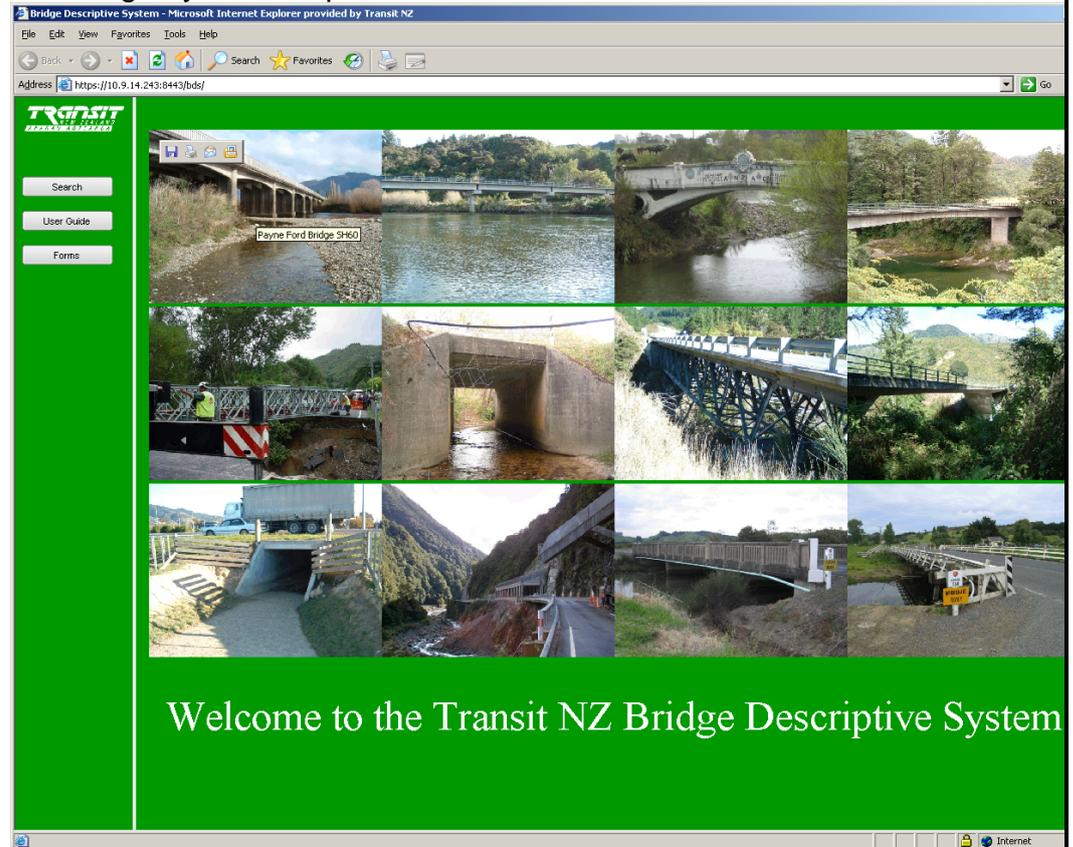 Bridge Descriptive System - Microsoft Internet Explorer provided by Transit NZ
File Edit View Favorites Tools Help
Back Search Favorites
Address https://10.9.14.243:8443/bds/ Go
TRANSIT
NEW ZEALAND
Search
User Guide
Forms
Payne Ford Bridge SH60
Welcome to the Transit NZ Bridge Descriptive System
Internet